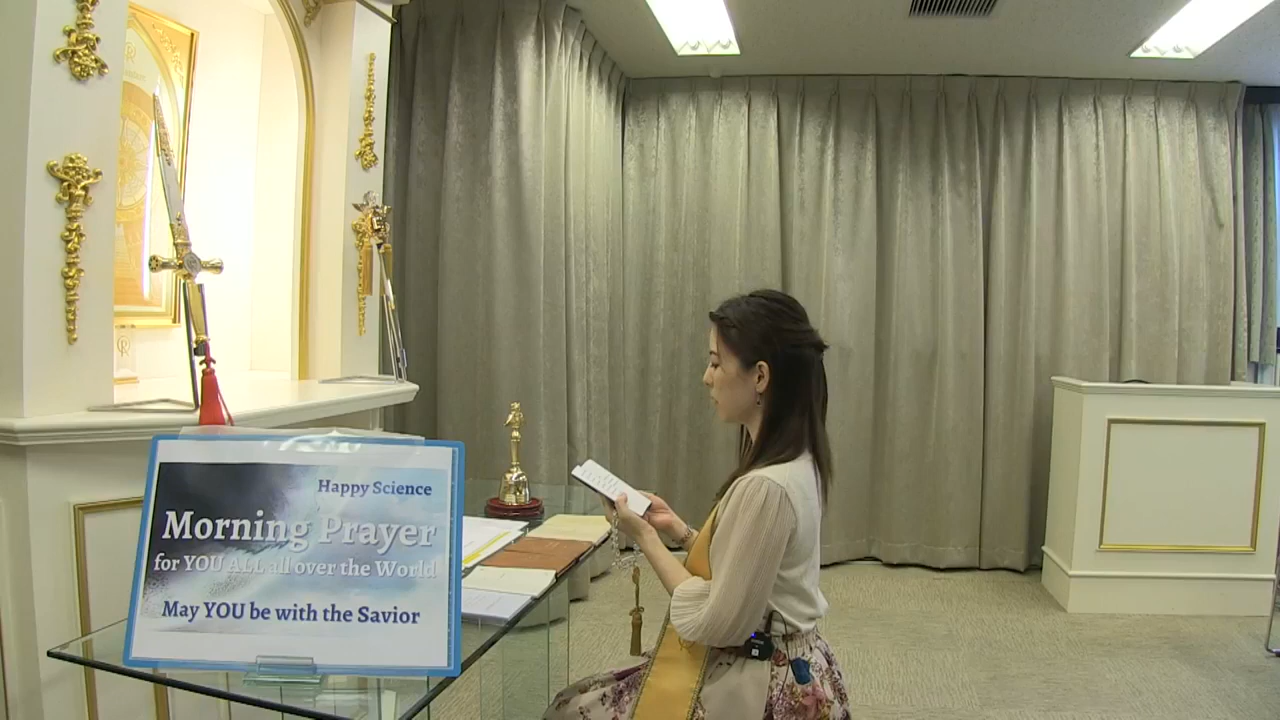 Happy Science
Morning Prayer
for YOU ALL all over the World
May YOU be with the Savior